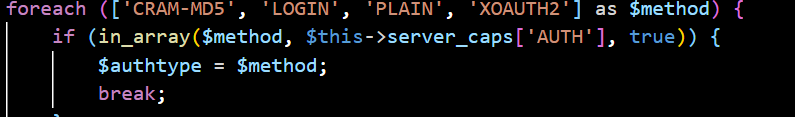 foreach (['CRAM-MD5', 'LOGIN', 'PLAIN', 'XOAUTH2'] as $method) {
if (in_array($method, $this->server_caps['AUTH'], true)) {
$authtype = $method;
break;